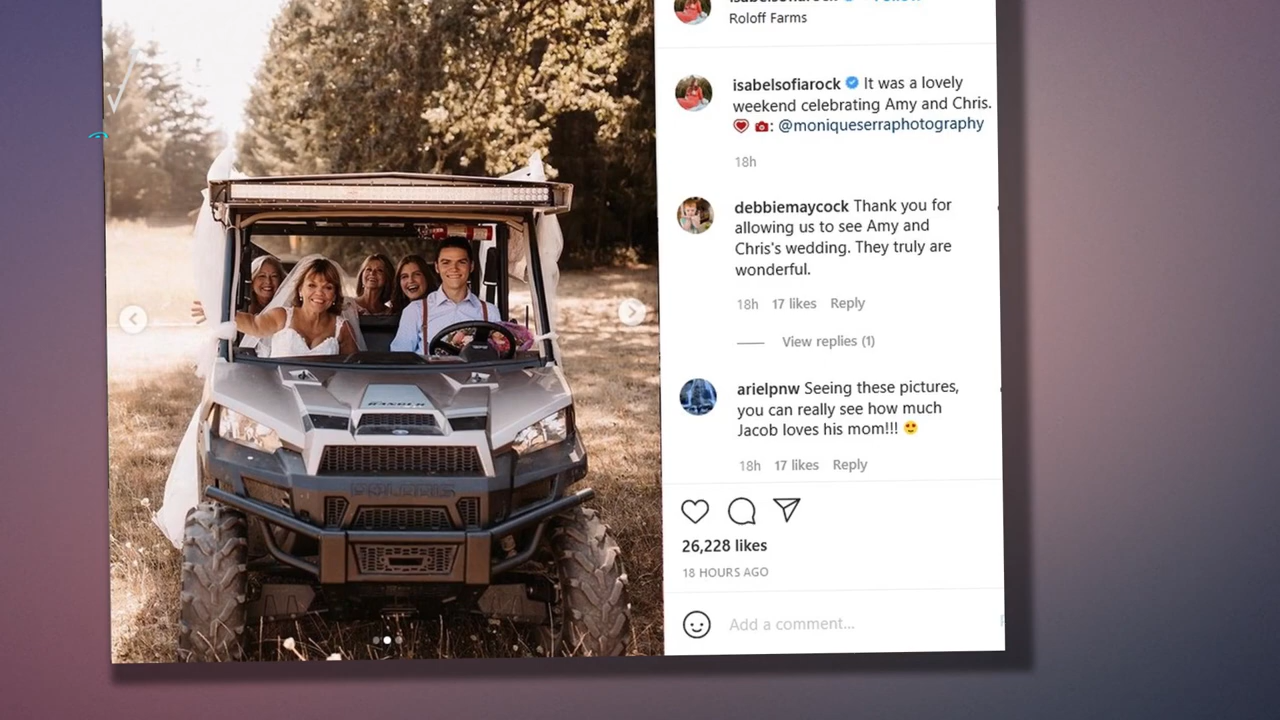 Roloff Farms
isabelsofiarock It was a lovely
weekend celebrating Amy and Chris.
: @moniqueserraphotography
18h
debbiemaycock Thank you for
allowing us to see Amy and
Chris's wedding. They truly are
wonderful.
18h 17 likes Reply
View replies (1)
arielpnw Seeing these pictures,
you can really see how much
Jacob loves his mom!!!
18h 17 likes Reply
26,228 likes
18 HOURS AGO
Add a comment...
RANGER
POLARIS